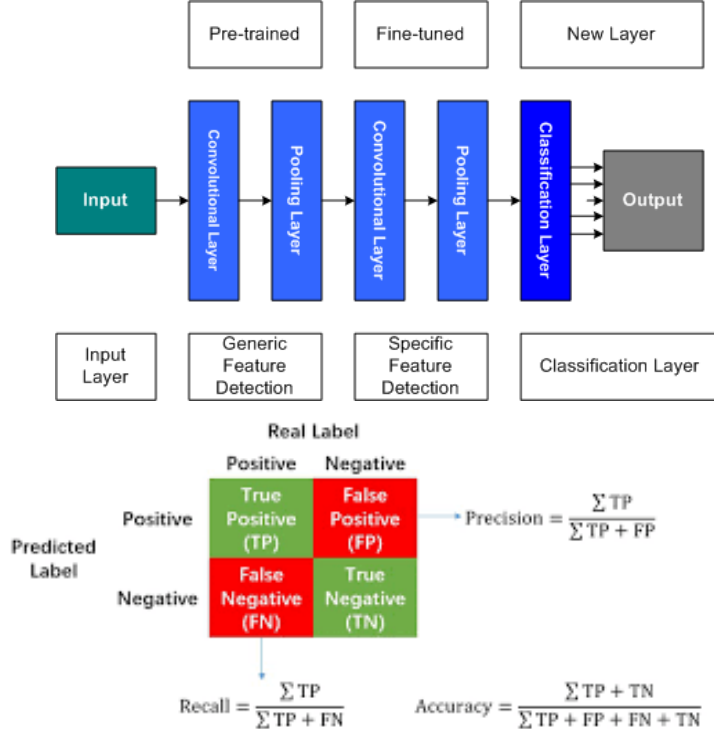 Pre-trained
Fine-tuned
New Layer
Input
Convolutional Layer
Pooling Layer
Convolutional Layer
Pooling Layer
Classification Layer
Output
Input
Layer
Generic
Feature
Detection
Specific
Feature
Detection
Classification Layer
Real Label
Positive Negative
Predicted
Label
Positive
True
Positive
(TP)
False
Positive
(FP)
Precision = ∑ TP / ∑ TP + FP
Negative
False
Negative
(FN)
True
Negative
(TN)
Recall = ∑ TP / ∑ TP + FN
Accuracy = ∑ TP + TN / ∑ TP + FP + FN + TN